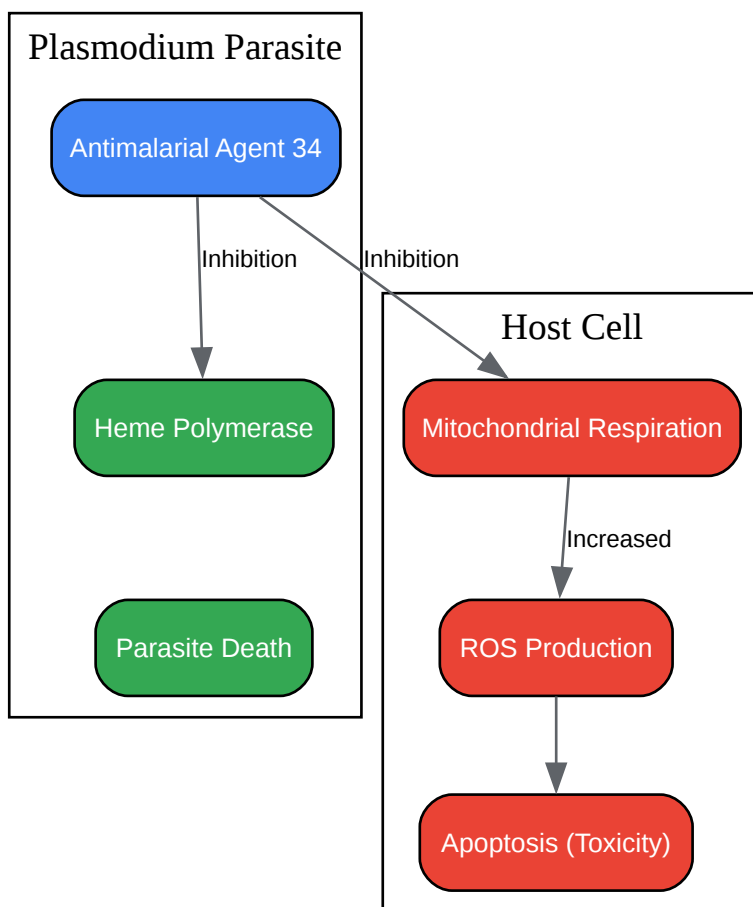 Plasmodium Parasite
Antimalarial Agent 34
Inhibition
Inhibition
Host Cell
Heme Polymerase
Mitochondrial Respiration
Increased
Parasite Death
ROS Production
Apoptosis (Toxicity)